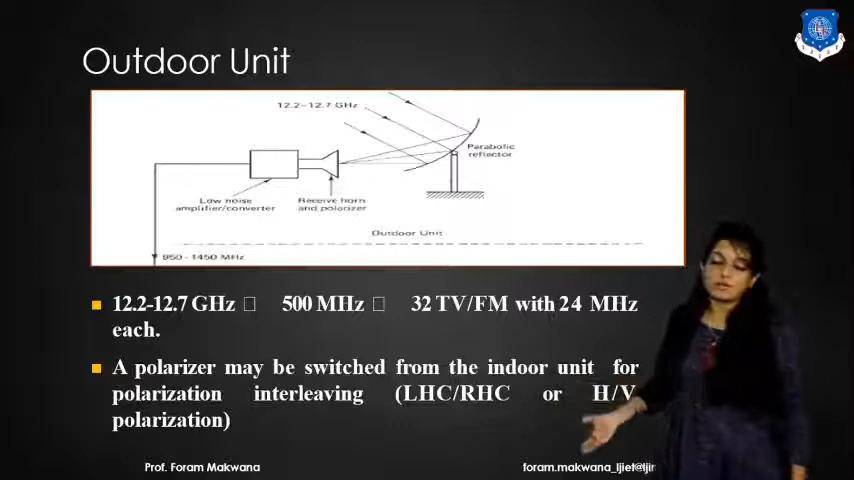 Outdoor Unit
12.2–12.7 GHz
Parabolic
reflector
Low noise
amplifier/converter
Receive horn
and polarizer
Outdoor Unit
950 - 1450 MHz
12.2-12.7 GHz □ 500 MHz □ 32 TV/FM with 24 MHz
each.
A polarizer may be switched from the indoor unit for
polarization interleaving (LHC/RHC or H/V
polarization)
Prof. Foram Makwana
foram.makwana_ljiet@ljin